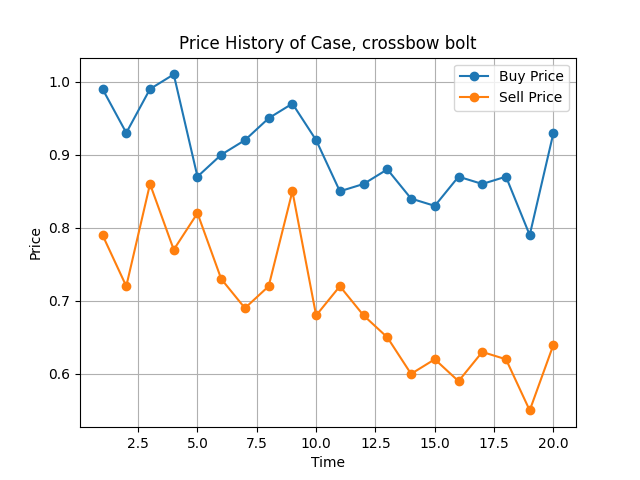 Price History of Case, crossbow bolt
Buy Price
Sell Price
1.0
0.9
0.8
0.7
0.6
Price
2.5 5.0 7.5 10.0 12.5 15.0 17.5 20.0
Time